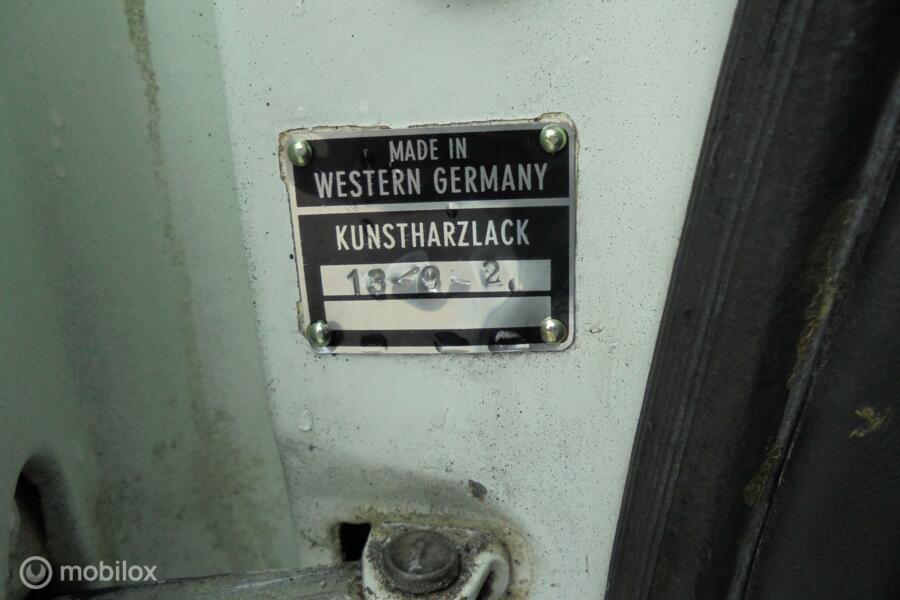 MADE IN
WESTERN GERMANY
KUNSTHARZLACK
mobilox